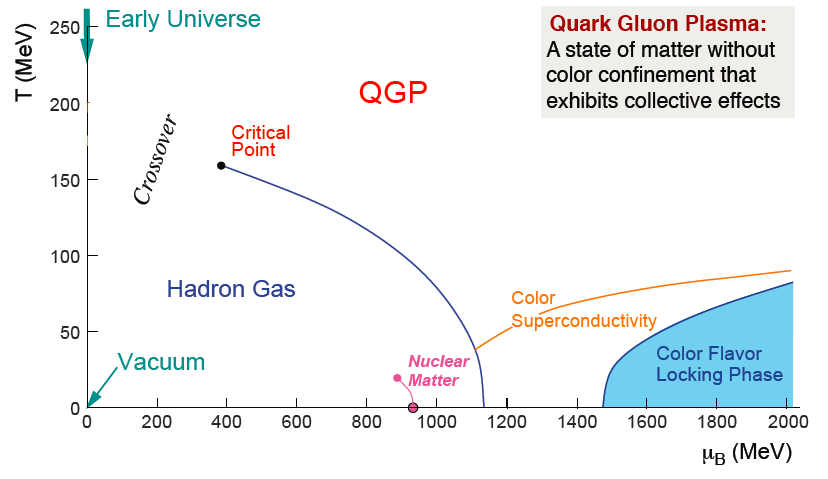 T (MeV)
250
200
150
100
50
0
Early Universe
Quark Gluon Plasma:
A state of matter without
color confinement that
exhibits collective effects
QGP
Crossover
Critical
Point
Hadron Gas
Color
Superconductivity
Vacuum
Nuclear
Matter
Color Flavor
Locking Phase
0
200
400
600
800
1000
1200
1400
1600
1800
2000
μB (MeV)